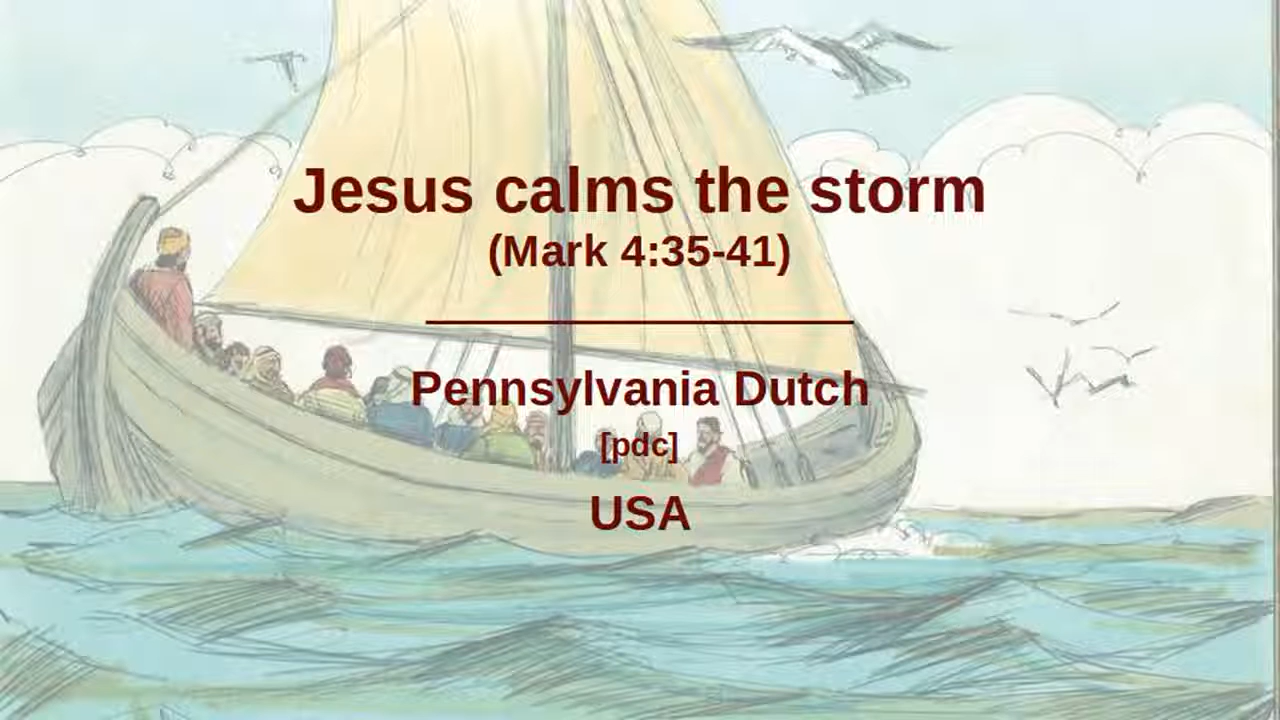 Jesus calms the storm
(Mark 4:35-41)
Pennsylvania Dutch
[pdc]
USA